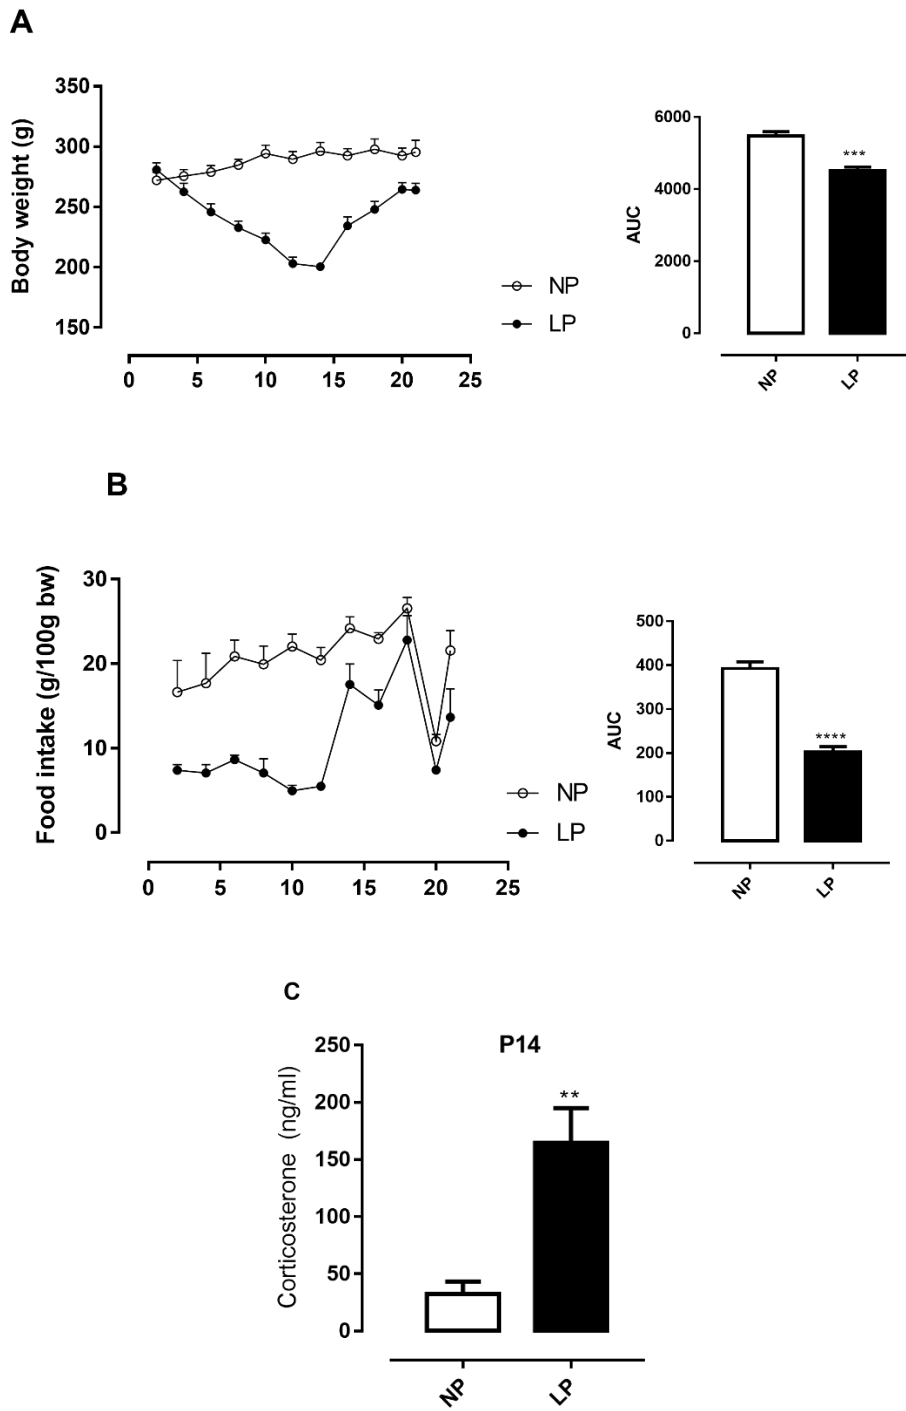 A
Body weight (g)
350
300
250
200
150
0 5 10 15 20 25
NP
LP
AUC
6000
4000
2000
0
***
NP LP
B
Food intake (g/100g bw)
30
20
10
0
0 5 10 15 20 25
NP
LP
AUC
500
400
300
200
100
0
****
NP LP
C
P14
Corticosterone (ng/ml)
250
200
150
100
50
0
**
NP LP